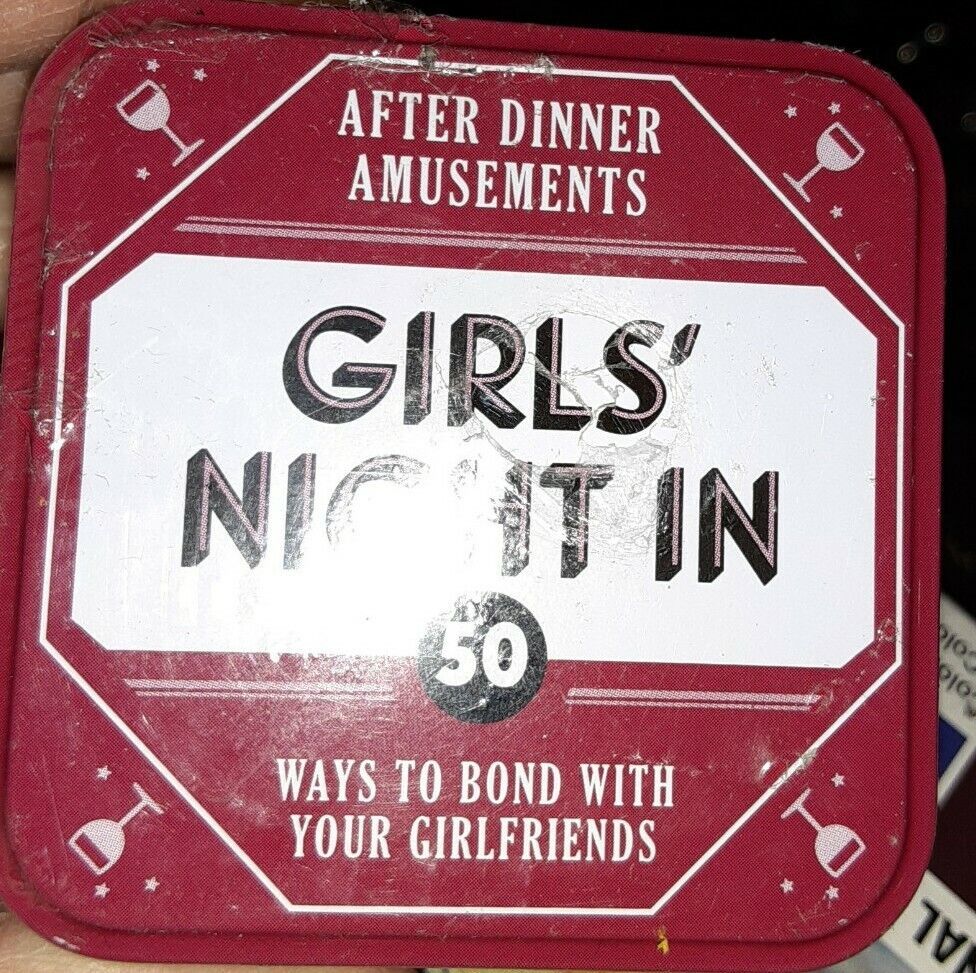 AFTER DINNER
AMUSEMENTS
GIRLS'
NIGHT IN
50
WAYS TO BOND WITH
YOUR GIRLFRIENDS